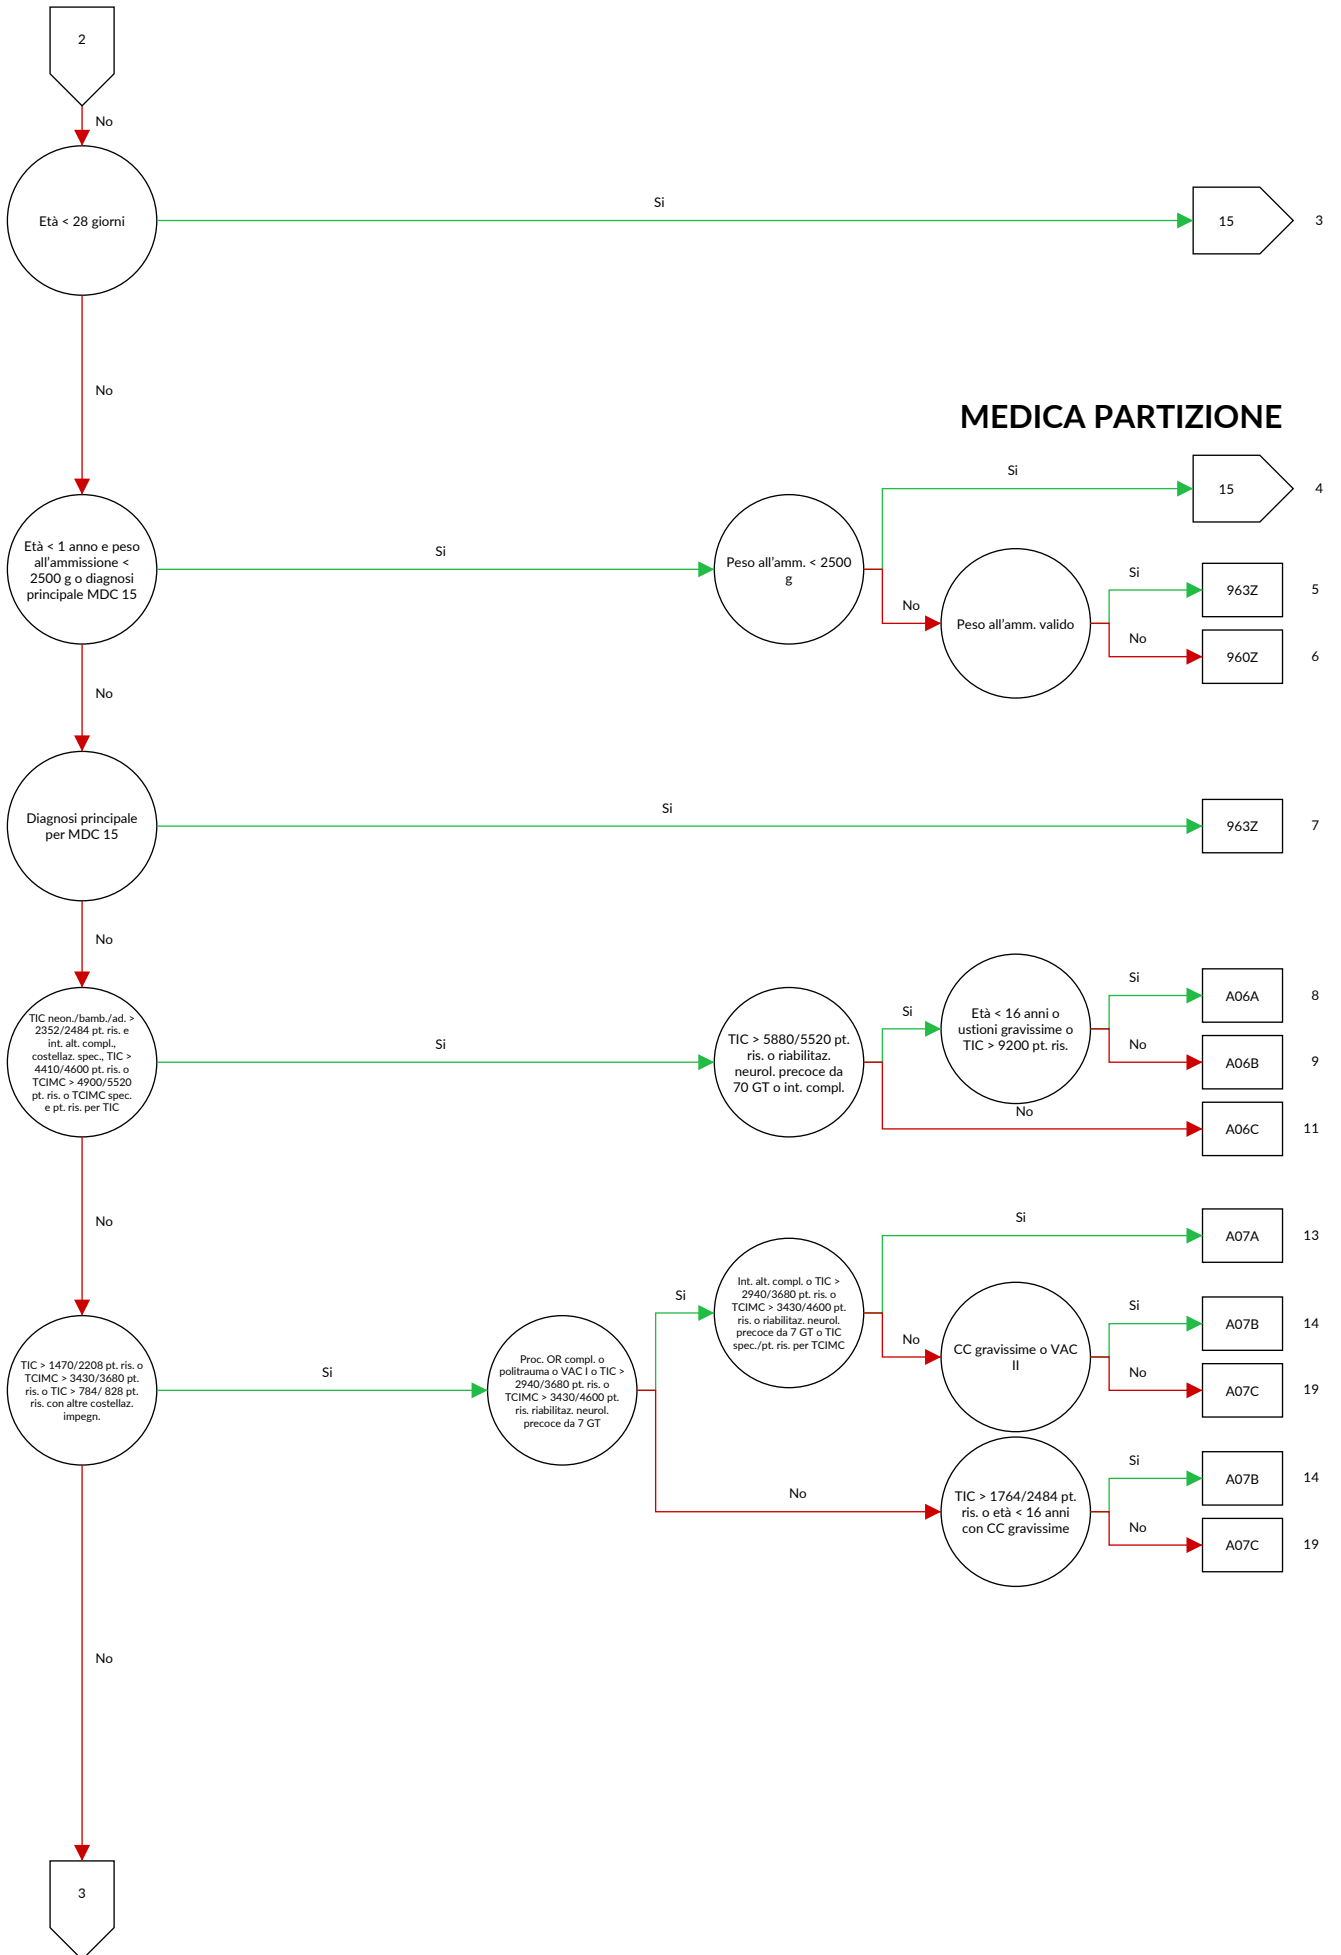 2
No
Età < 28 giorni
Si
15
3
No
MEDICA PARTIZIONE
Età < 1 anno e peso
all'ammissione <
2500 g o diagnosi
principale MDC 15
Si
Peso all'amm. < 2500
g
Si
15
4
No
Peso all'amm. valido
Si
963Z
5
No
960Z
6
No
Diagnosi principale
per MDC 15
Si
963Z
7
No
TIC neon./bamb./ad. >
2352/2484 pt. ris. e
int. alt. compl.,
costellaz. spec., TIC >
4410/4600 pt. ris. o
TCIMC > 4900/5520
pt. ris. o TCIMC spec.
e pt. ris. per TIC
Si
TIC > 5880/5520 pt.
ris. o riabilitaz.
neurol. precoce da
70 GT o int. compl.
Si
Età < 16 anni o
ustioni gravissime o
TIC > 9200 pt. ris.
Si
A06A
8
No
A06B
9
No
A06C
11
No
TIC > 1470/2208 pt. ris. o
TCIMC > 3430/3680 pt.
ris. o TIC > 784/ 828 pt.
ris. con altre costellaz.
impegn.
Si
Proc. OR compl. o
politrauma o VAC I o TIC >
2940/3680 pt. ris. o
TCIMC > 3430/4600 pt.
ris. riabilitaz. neurol.
precoce da 7 GT
Si
Int. alt. compl. o TIC >
2940/3680 pt. ris. o
TCIMC > 3430/4600 pt.
ris. o riabilitaz. neurol.
precoce da 7 GT o TIC
spec./pt. ris. per TCIMC
Si
A07A
13
No
CC gravissime o VAC
II
Si
A07B
14
No
A07C
19
No
TIC > 1764/2484 pt.
ris. o età < 16 anni
con CC gravissime
Si
A07B
14
No
A07C
19
No
3